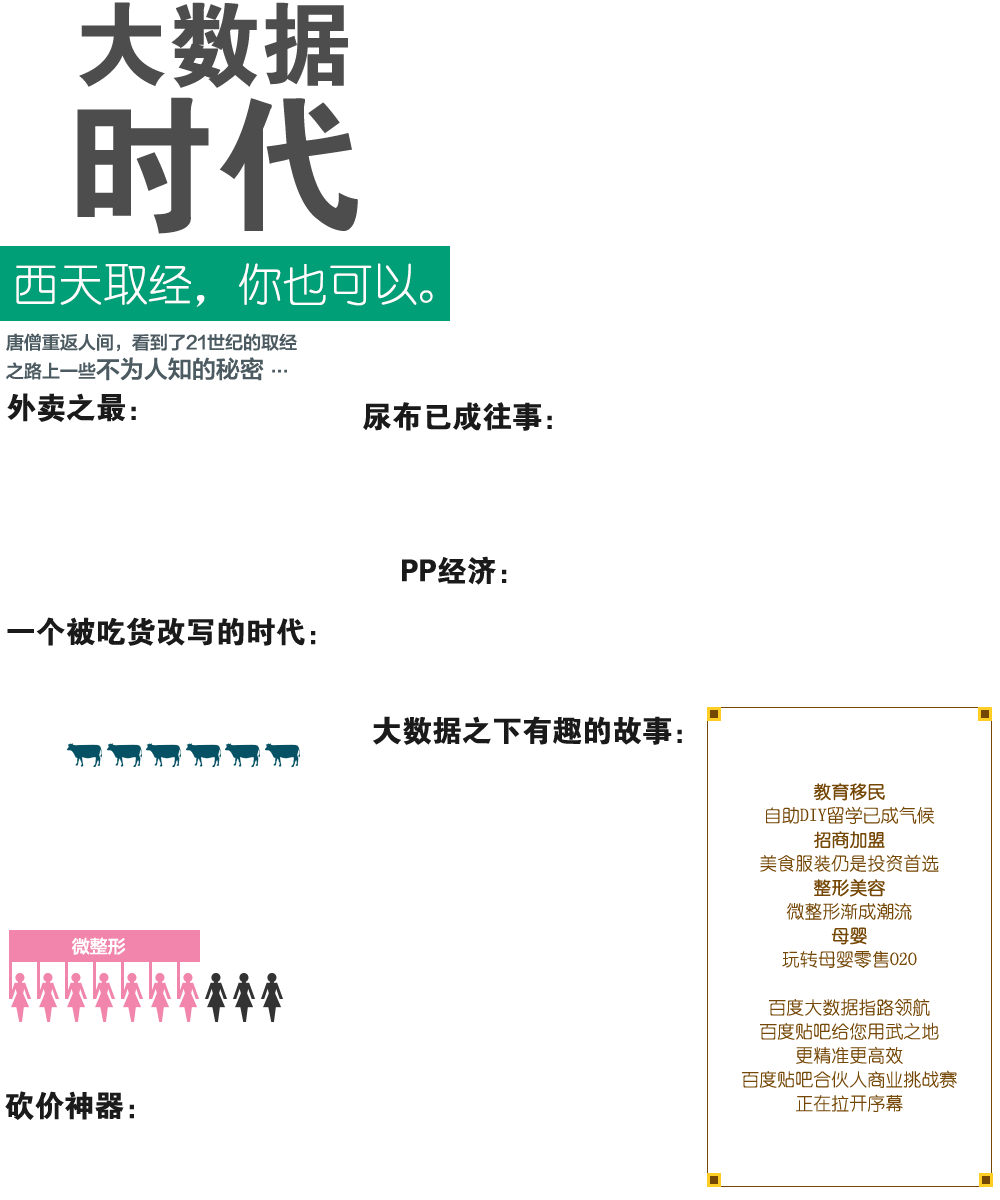 大数据
时代
西天取经，你也可以。
唐僧重返人间，看到了21世纪的取经
之路上一些不为人知的秘密 …
外卖之最：
尿布已成往事：
PP经济：
一个被吃货改写的时代：
大数据之下有趣的故事：
微整形
砍价神器：
教育移民
自助DIY留学已成气候
招商加盟
美食服装仍是投资首选
整形美容
微整形渐成潮流
母婴
玩转母婴零售O2O
百度大数据指路领航
百度贴吧给您用武之地
更精准更高效
百度贴吧合伙人商业挑战赛
正在拉开序幕